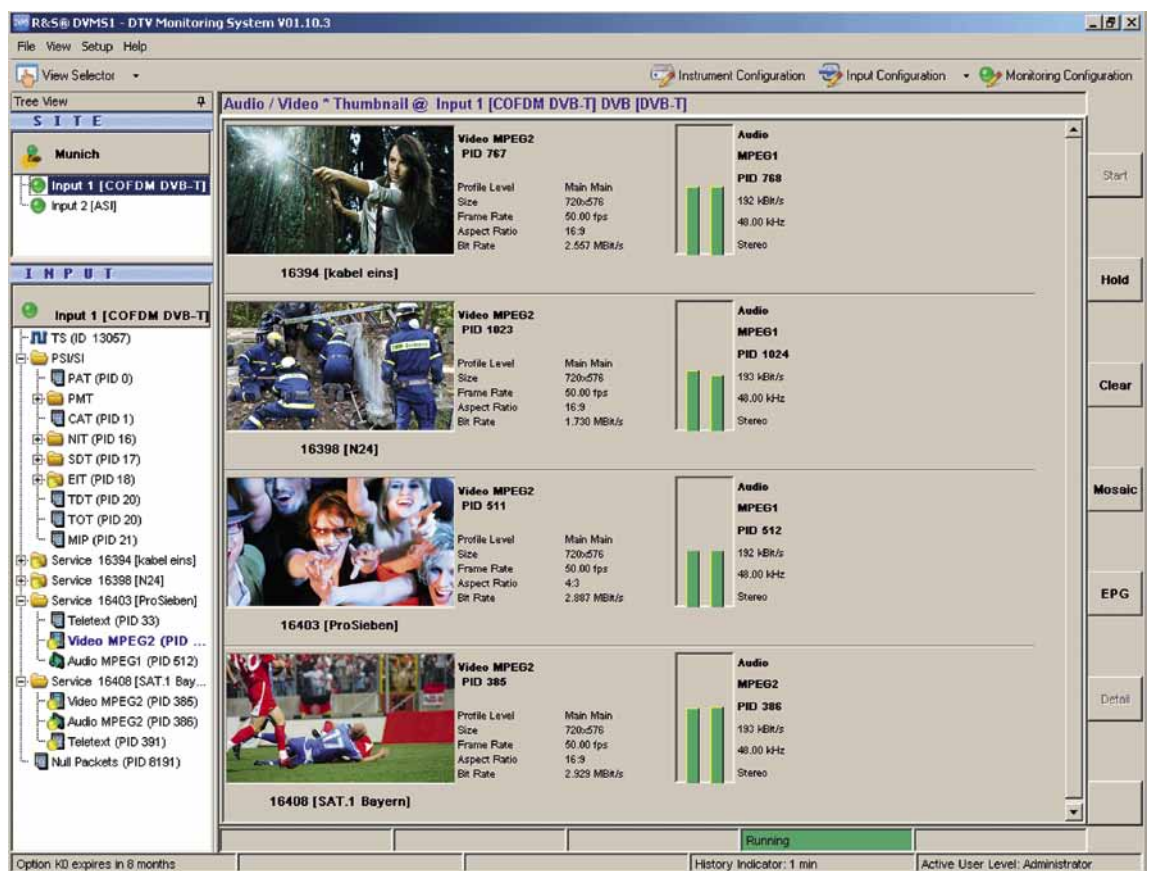 R&S® DVMS1 - DTV Monitoring System V01.10.3
File View Setup Help
View Selector
Instrument Configuration
Input Configuration
Monitoring Configuration
Tree View
SITE
Munich
Input 1 [COFDM DVB-T]
Input 2 [ASI]
INPUT
Input 1 [COFDM DVB-T]
TS (ID 13057)
PSI/SI
PAT (PID 0)
PMT
CAT (PID 1)
NIT (PID 16)
SDT (PID 17)
EIT (PID 18)
TDT (PID 20)
TOT (PID 20)
MIP (PID 21)
Service 16394 [kabel eins]
Service 16398 [N24]
Service 16403 [ProSieben]
Teletext (PID 33)
Video MPEG2 (PID ...
Audio MPEG1 (PID 512)
Service 16408 [SAT.1 Bay...
Video MPEG2 (PID 385)
Audio MPEG2 (PID 386)
Teletext (PID 391)
Null Packets (PID 8191)
Audio / Video * Thumbnail @ Input 1 [COFDM DVB-T] DVB [DVB-T]
Video MPEG2
PID 767
Profile Level Main Main
Size 720x576
Frame Rate 50.00 fps
Aspect Ratio 16:9
Bit Rate 2.557 MBit/s
Audio
MPEG1
PID 768
192 kBit/s
48.00 kHz
Stereo
16394 [kabel eins]
Video MPEG2
PID 1023
Profile Level Main Main
Size 720x576
Frame Rate 50.00 fps
Aspect Ratio 16:9
Bit Rate 1.730 MBit/s
Audio
MPEG1
PID 1024
193 kBit/s
48.00 kHz
Stereo
16398 [N24]
Video MPEG2
PID 511
Profile Level Main Main
Size 720x576
Frame Rate 50.00 fps
Aspect Ratio 4:3
Bit Rate 2.887 MBit/s
Audio
MPEG1
PID 512
192 kBit/s
48.00 kHz
Stereo
16403 [ProSieben]
Video MPEG2
PID 385
Profile Level Main Main
Size 720x576
Frame Rate 50.00 fps
Aspect Ratio 16:9
Bit Rate 2.929 MBit/s
Audio
MPEG2
PID 386
193 kBit/s
48.00 kHz
Stereo
16408 [SAT.1 Bayern]
Start
Hold
Clear
Mosaic
EPG
Detail
Running
Option K0 expires in 8 months
History Indicator: 1 min
Active User Level: Administrator